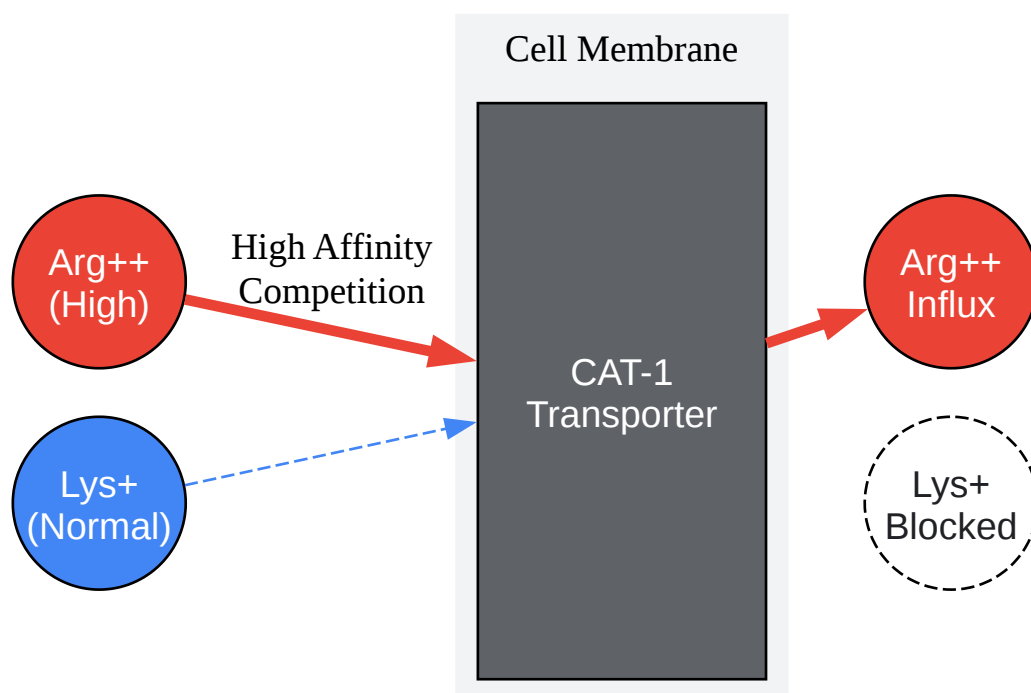 Cell Membrane
Arg++
(High)
High Affinity
Competition
Arg++
Influx
CAT-1
Transporter
Lys+
(Normal)
Lys+
Blocked